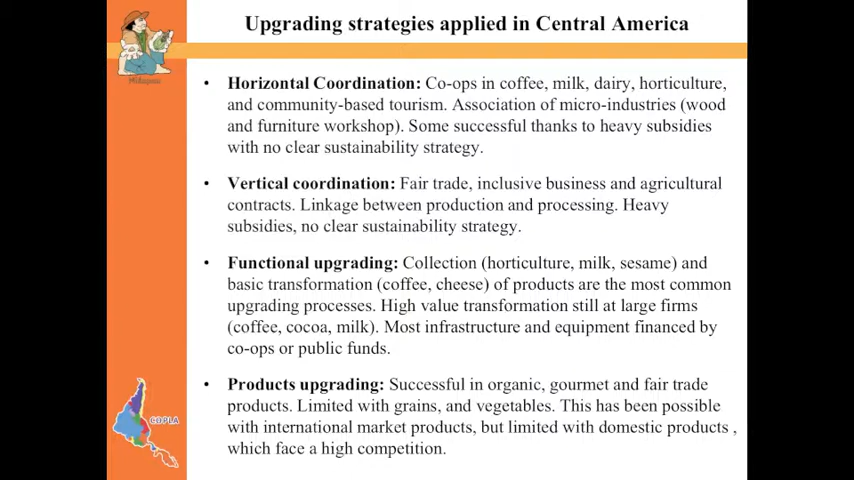 Upgrading strategies applied in Central America
• Horizontal Coordination: Co-ops in coffee, milk, dairy, horticulture,
and community-based tourism. Association of micro-industries (wood
and furniture workshop). Some successful thanks to heavy subsidies
with no clear sustainability strategy.
• Vertical coordination: Fair trade, inclusive business and agricultural
contracts. Linkage between production and processing. Heavy
subsidies, no clear sustainability strategy.
• Functional upgrading: Collection (horticulture, milk, sesame) and
basic transformation (coffee, cheese) of products are the most common
upgrading processes. High value transformation still at large firms
(coffee, cocoa, milk). Most infrastructure and equipment financed by
co-ops or public funds.
• Products upgrading: Successful in organic, gourmet and fair trade
products. Limited with grains, and vegetables. This has been possible
with international market products, but limited with domestic products ,
which face a high competition.